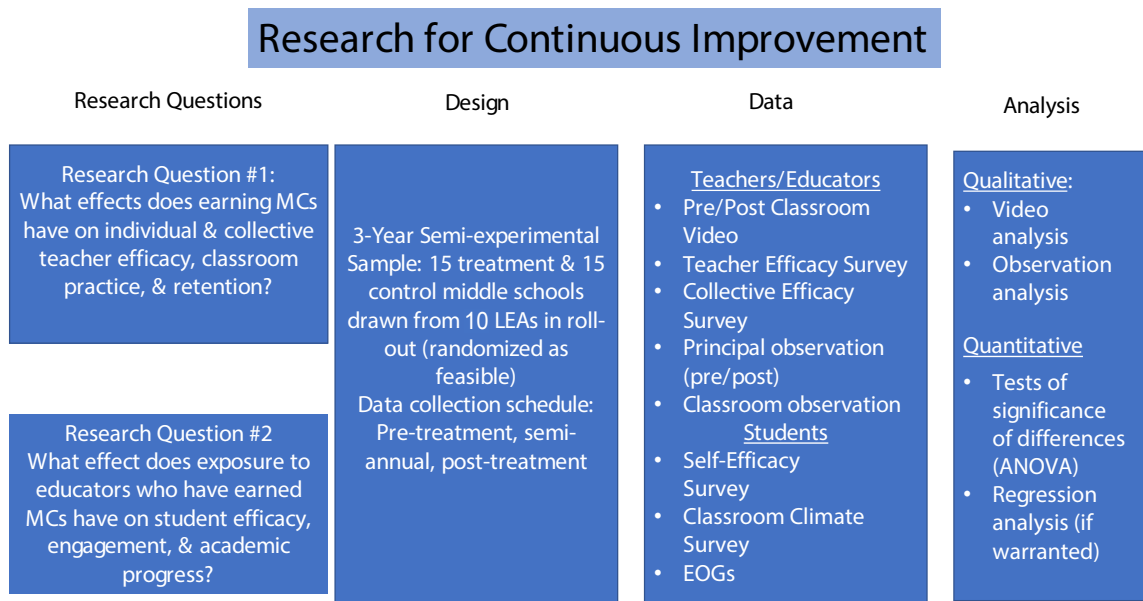 Research for Continuous Improvement
Research Questions
Design
Data
Analysis
Research Question #1:
What effects does earning MCs
have on individual & collective
teacher efficacy, classroom
practice, & retention?
Research Question #2
What effect does exposure to
educators who have earned
MCs have on student efficacy,
engagement, & academic
progress?
3-Year Semi-experimental
Sample: 15 treatment & 15
control middle schools
drawn from 10 LEAs in roll-
out (randomized as
feasible)
Data collection schedule:
Pre-treatment, semi-
annual, post-treatment
Teachers/Educators
• Pre/Post Classroom
Video
• Teacher Efficacy Survey
• Collective Efficacy
Survey
• Principal observation
(pre/post)
• Classroom observation
Students
• Self-Efficacy
Survey
• Classroom Climate
Survey
• EOGs
Qualitative:
• Video
analysis
• Observation
analysis
Quantitative
• Tests of
significance
of differences
(ANOVA)
• Regression
analysis (if
warranted)